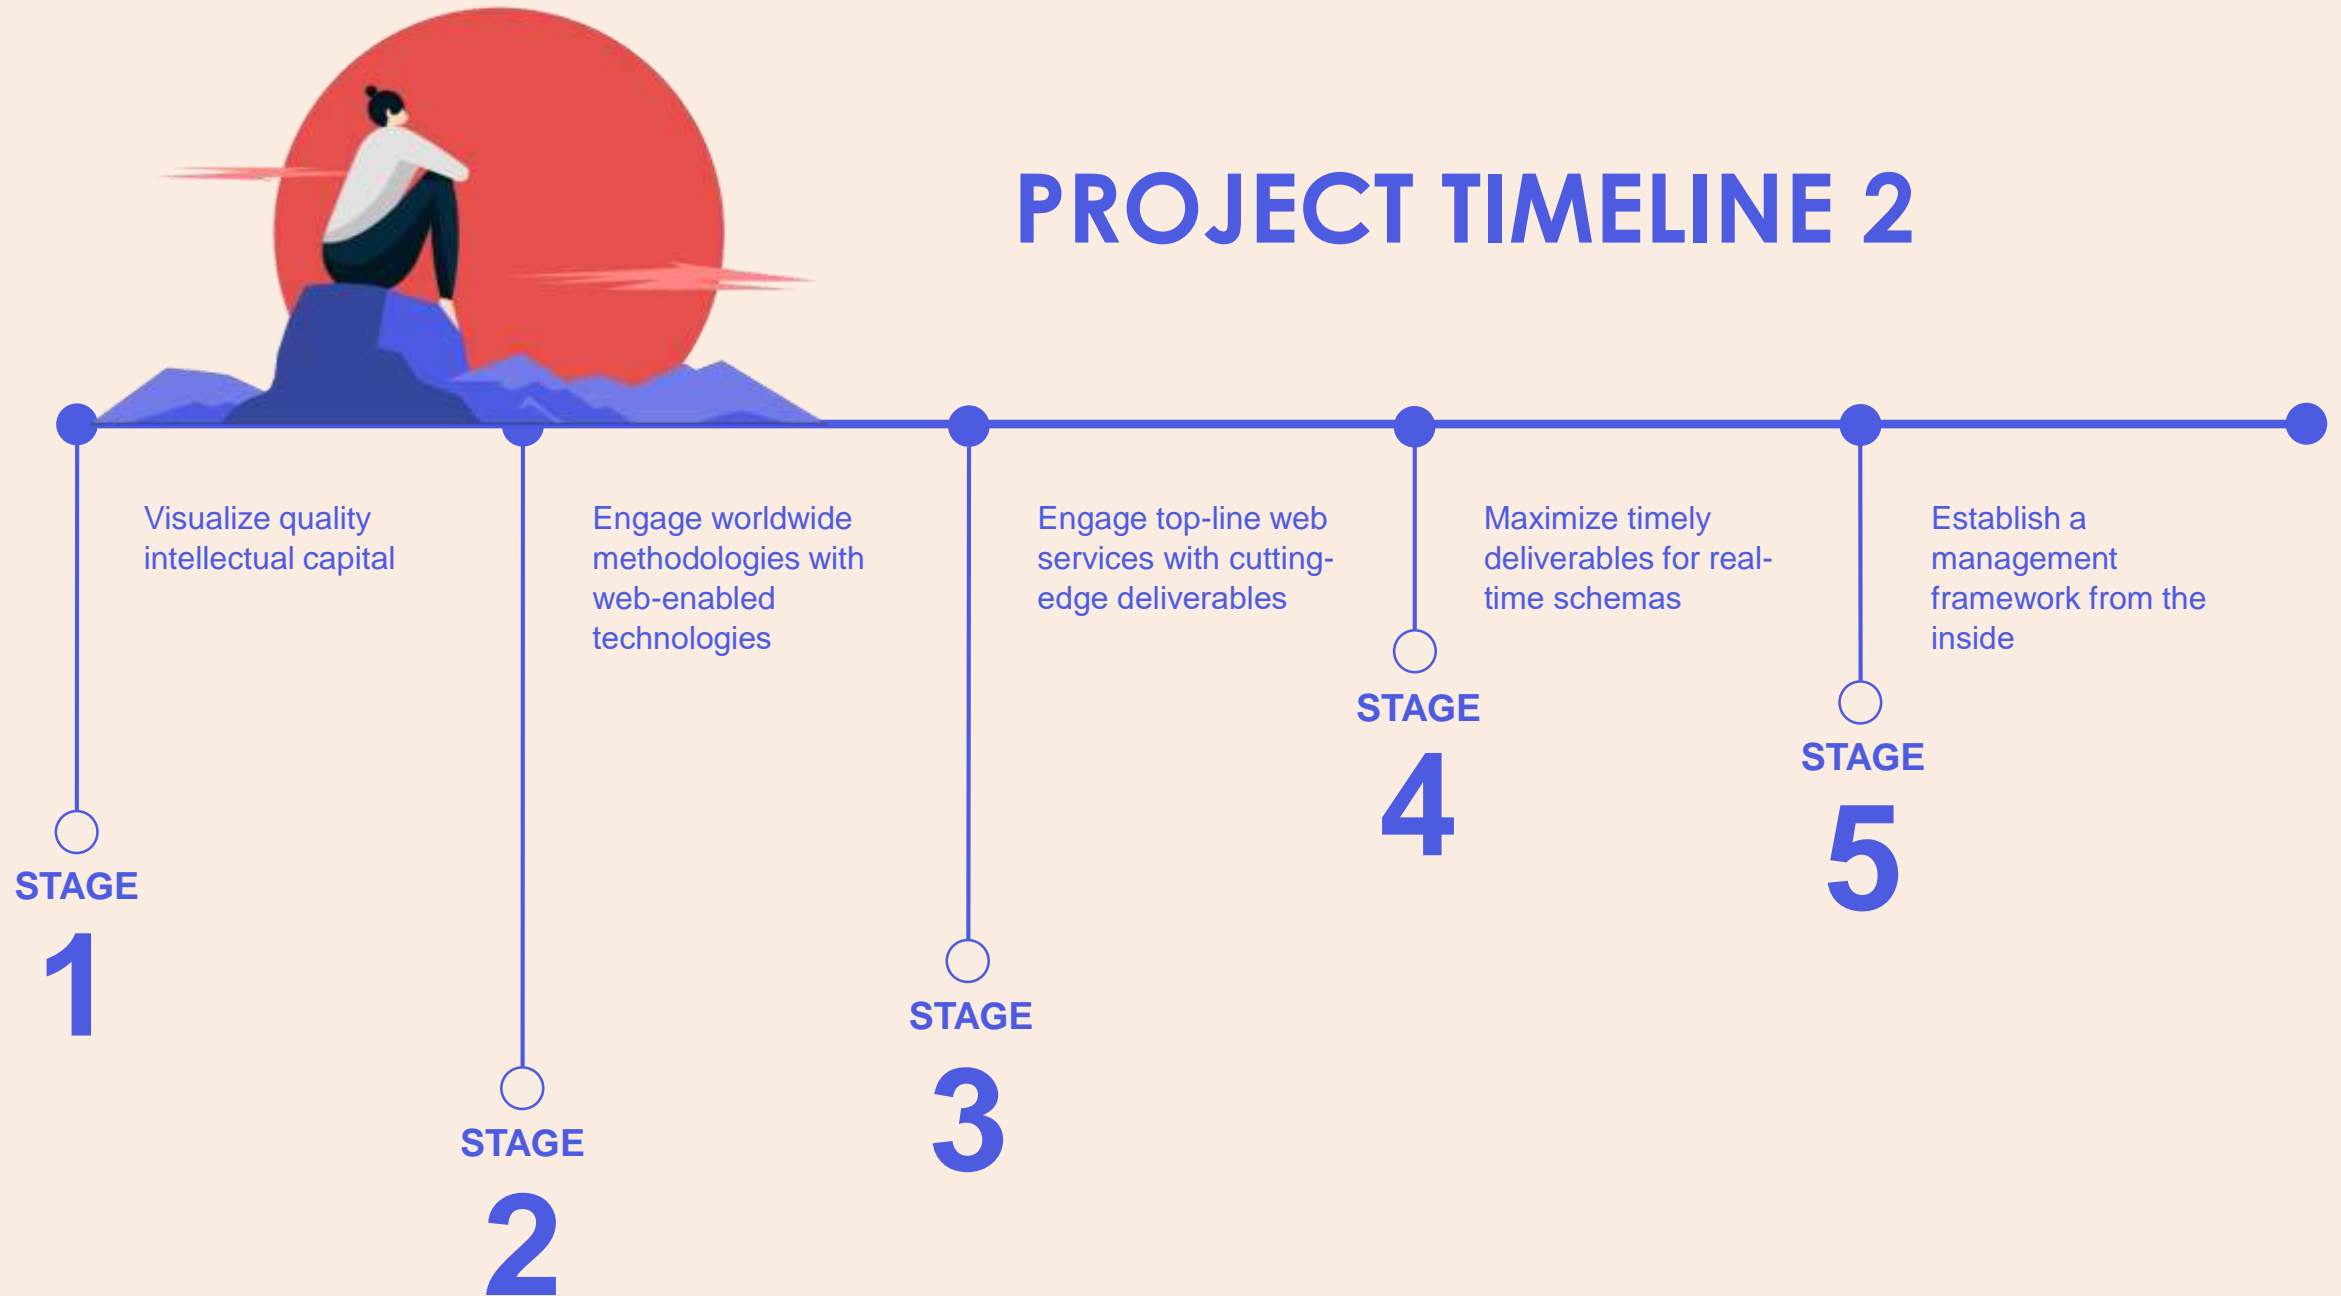 PROJECT TIMELINE 2
Visualize quality
intellectual capital
STAGE
1
Engage worldwide
methodologies with
web-enabled
technologies
STAGE
2
Engage top-line web
services with cutting-
edge deliverables
STAGE
3
Maximize timely
deliverables for real-
time schemas
STAGE
4
Establish a
management
framework from the
inside
STAGE
5